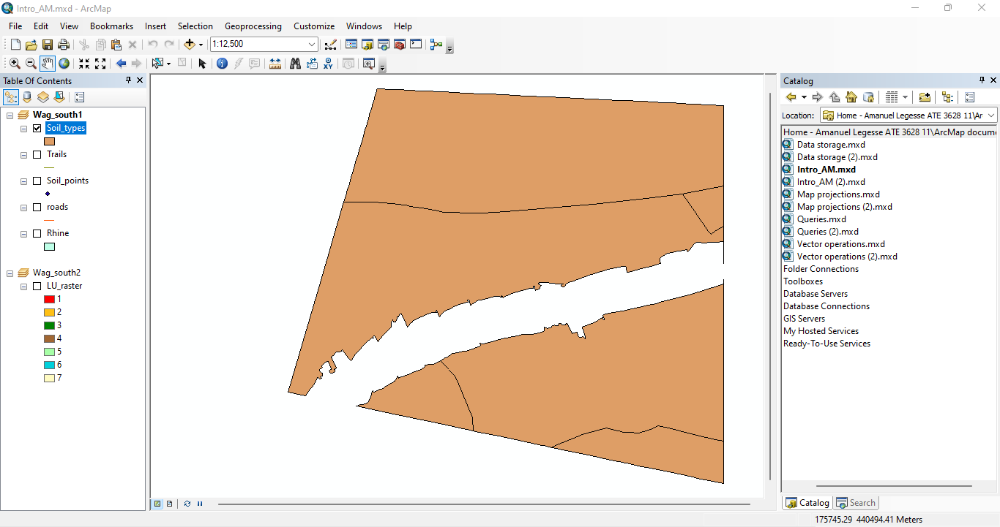 Intro_AM.mxd - ArcMap
File Edit View Bookmarks Insert Selection Geoprocessing Customize Windows Help
1:12,500
Table Of Contents
Wag_south1
Soil_types
Trails
Soil_points
roads
Rhine
Wag_south2
LU_raster
1
2
3
4
5
6
7
Catalog
Location: Home - Amanuel Legesse ATE 3628 11\Ar
Home - Amanuel Legesse ATE 3628 11\ArcMap docume
Data storage.mxd
Data storage (2).mxd
Intro_AM.mxd
Intro_AM (2).mxd
Map projections.mxd
Map projections (2).mxd
Queries.mxd
Queries (2).mxd
Vector operations.mxd
Vector operations (2).mxd
Folder Connections
Toolboxes
Database Servers
Database Connections
GIS Servers
My Hosted Services
Ready-To-Use Services
Catalog Search
175745.29 440494.41 Meters